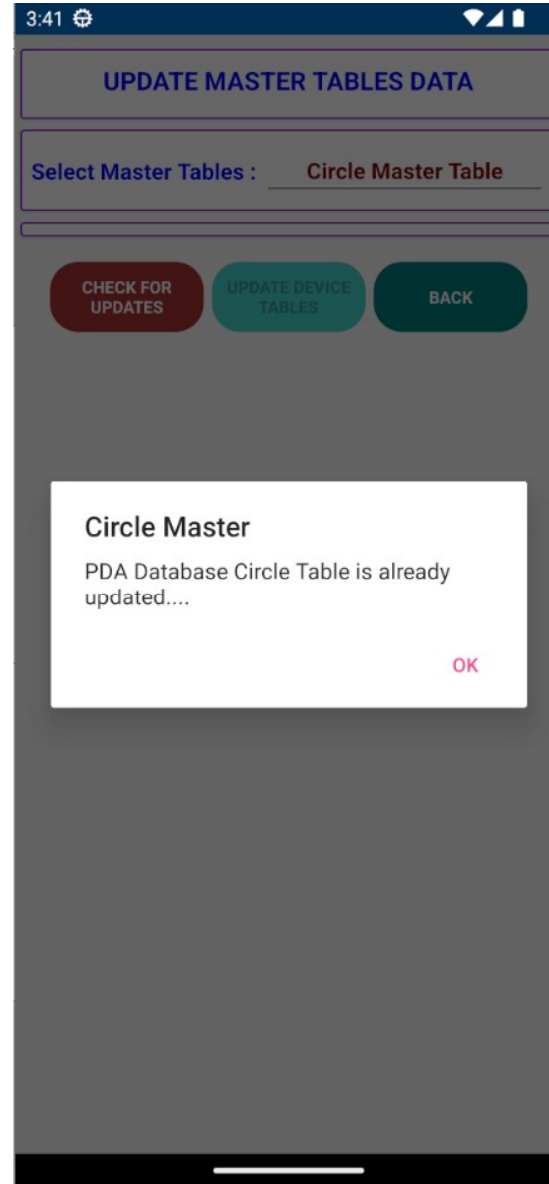 3:41
UPDATE MASTER TABLES DATA
Select Master Tables : Circle Master Table
CHECK FOR
UPDATES
UPDATE DEVICE
TABLES
BACK
Circle Master
PDA Database Circle Table is already
updated....
OK